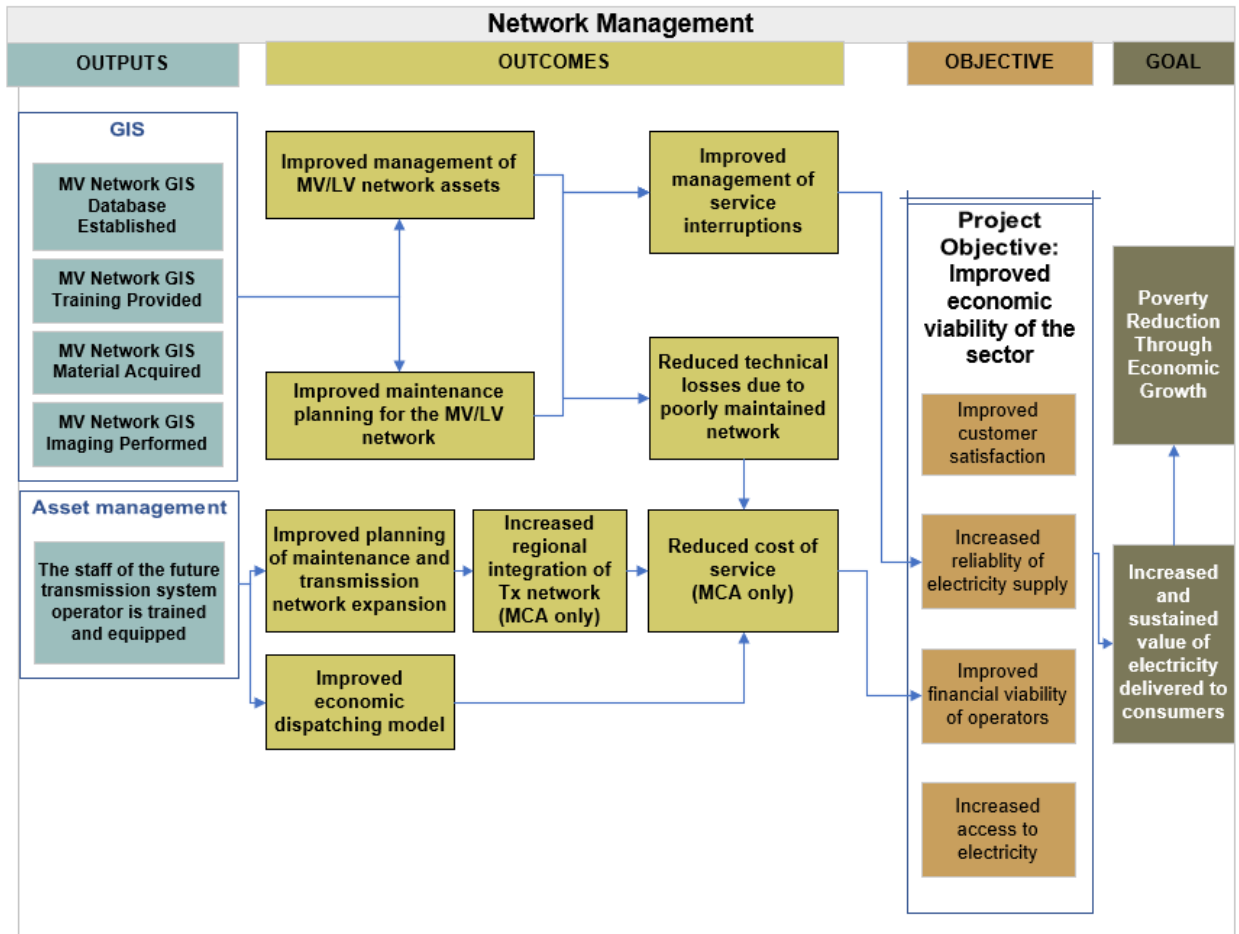 Network Management
OUTPUTS
OUTCOMES
OBJECTIVE
GOAL
GIS
MV Network GIS
Database
Established
MV Network GIS
Training Provided
MV Network GIS
Material Acquired
MV Network GIS
Imaging Performed
Asset management
The staff of the future
transmission system
operator is trained
and equipped
Improved management of
MV/LV network assets
Improved maintenance
planning for the MV/LV
network
Improved planning
of maintenance and
transmission
network expansion
Improved
economic
dispatching model
Increased
regional
integration of
Tx network
(MCA only)
Improved
management of
service
interruptions
Reduced technical
losses due to
poorly maintained
network
Reduced cost of
service
(MCA only)
Project
Objective:
Improved
economic
viability of the
sector
Improved
customer
satisfaction
Increased
reliablity of
electricity supply
Improved
financial viability
of operators
Increased
access to
electricity
Poverty
Reduction
Through
Economic
Growth
Increased
and
sustained
value of
electricity
delivered to
consumers